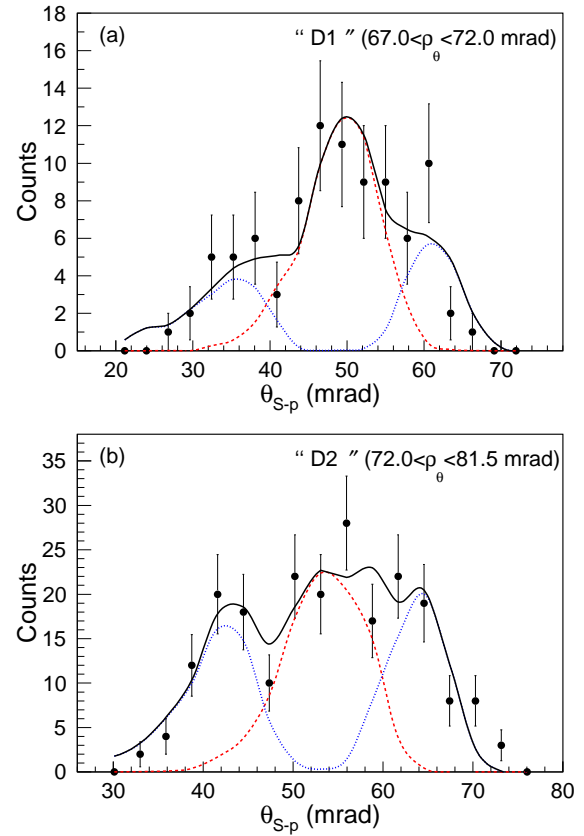 (a)
“ D1 ” (67.0<ρθ<72.0 mrad)
18
16
14
12
10
8
6
4
2
0
Counts
20 30 40 50 60 70
θS-p (mrad)
(b)
“ D2 ” (72.0<ρθ<81.5 mrad)
35
30
25
20
15
10
5
0
Counts
30 40 50 60 70 80
θS-p (mrad)